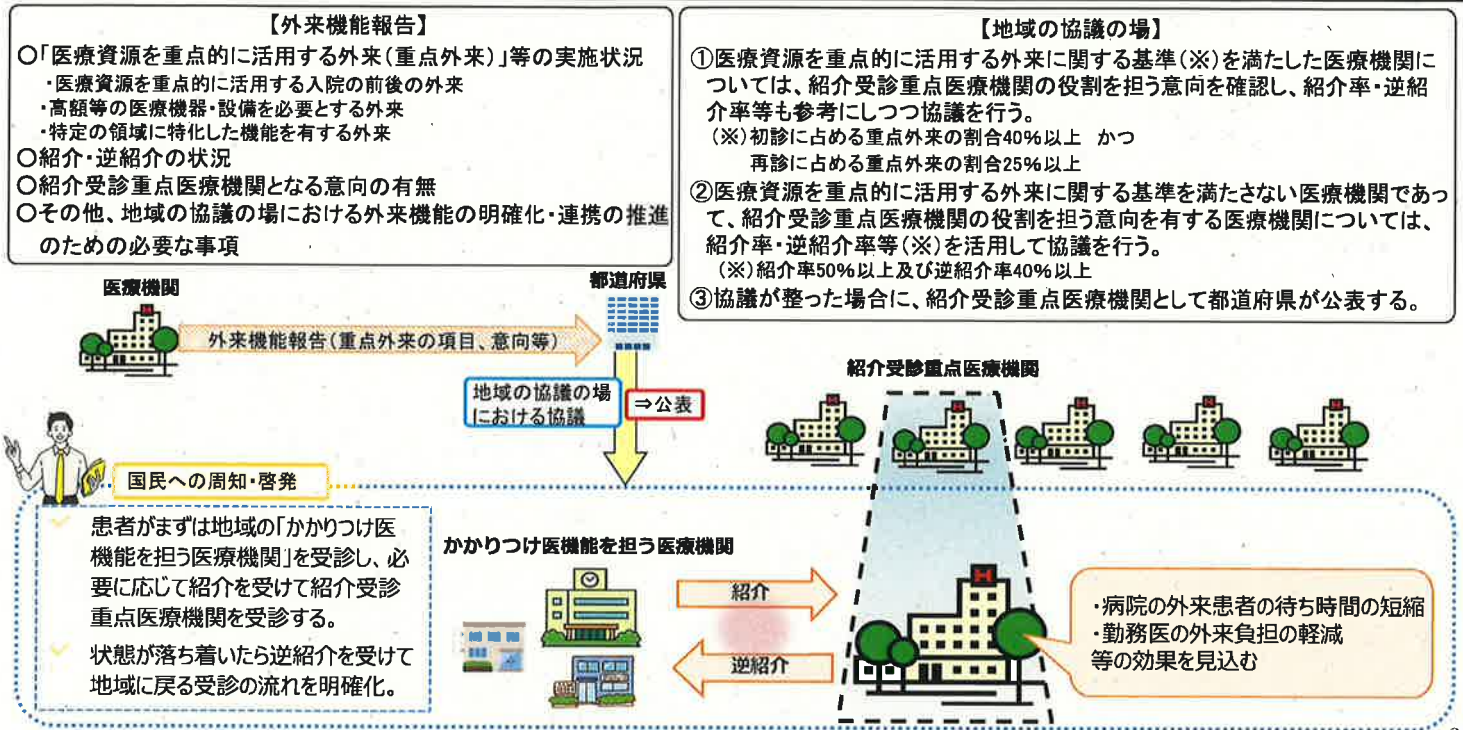 【外来機能報告】
○「医療資源を重点的に活用する外来(重点外来)」等の実施状況
・医療資源を重点的に活用する入院の前後の外来
・高額等の医療機器・設備を必要とする外来
・特定の領域に特化した機能を有する外来
○紹介・逆紹介の状況
○紹介受診重点医療機関となる意向の有無
○その他、地域の協議の場における外来機能の明確化・連携の推進
のための必要な事項
【地域の協議の場】
①医療資源を重点的に活用する外来に関する基準(※)を満たした医療機関に
ついては、紹介受診重点医療機関の役割を担う意向を確認し、紹介率・逆紹
介率等も参考にしつつ協議を行う。
(※)初診に占める重点外来の割合40%以上 かつ
再診に占める重点外来の割合25%以上
②医療資源を重点的に活用する外来に関する基準を満たさない医療機関であっ
て、紹介受診重点医療機関の役割を担う意向を有する医療機関については、
紹介率・逆紹介率等(※)を活用して協議を行う。
(※)紹介率50%以上及び逆紹介率40%以上
③協議が整った場合に、紹介受診重点医療機関として都道府県が公表する。
医療機関
都道府県
外来機能報告(重点外来の項目、意向等)
地域の協議の場
における協議
⇒公表
紹介受診重点医療機関
国民への周知・啓発
患者がまずは地域の「かかりつけ医
機能を担う医療機関」を受診し、必
要に応じて紹介を受けて紹介受診
重点医療機関を受診する。
状態が落ち着いたら逆紹介を受けて
地域に戻る受診の流れを明確化。
かかりつけ医機能を担う医療機関
紹介
逆紹介
H
・病院の外来患者の待ち時間の短縮
・勤務医の外来負担の軽減
等の効果を見込む